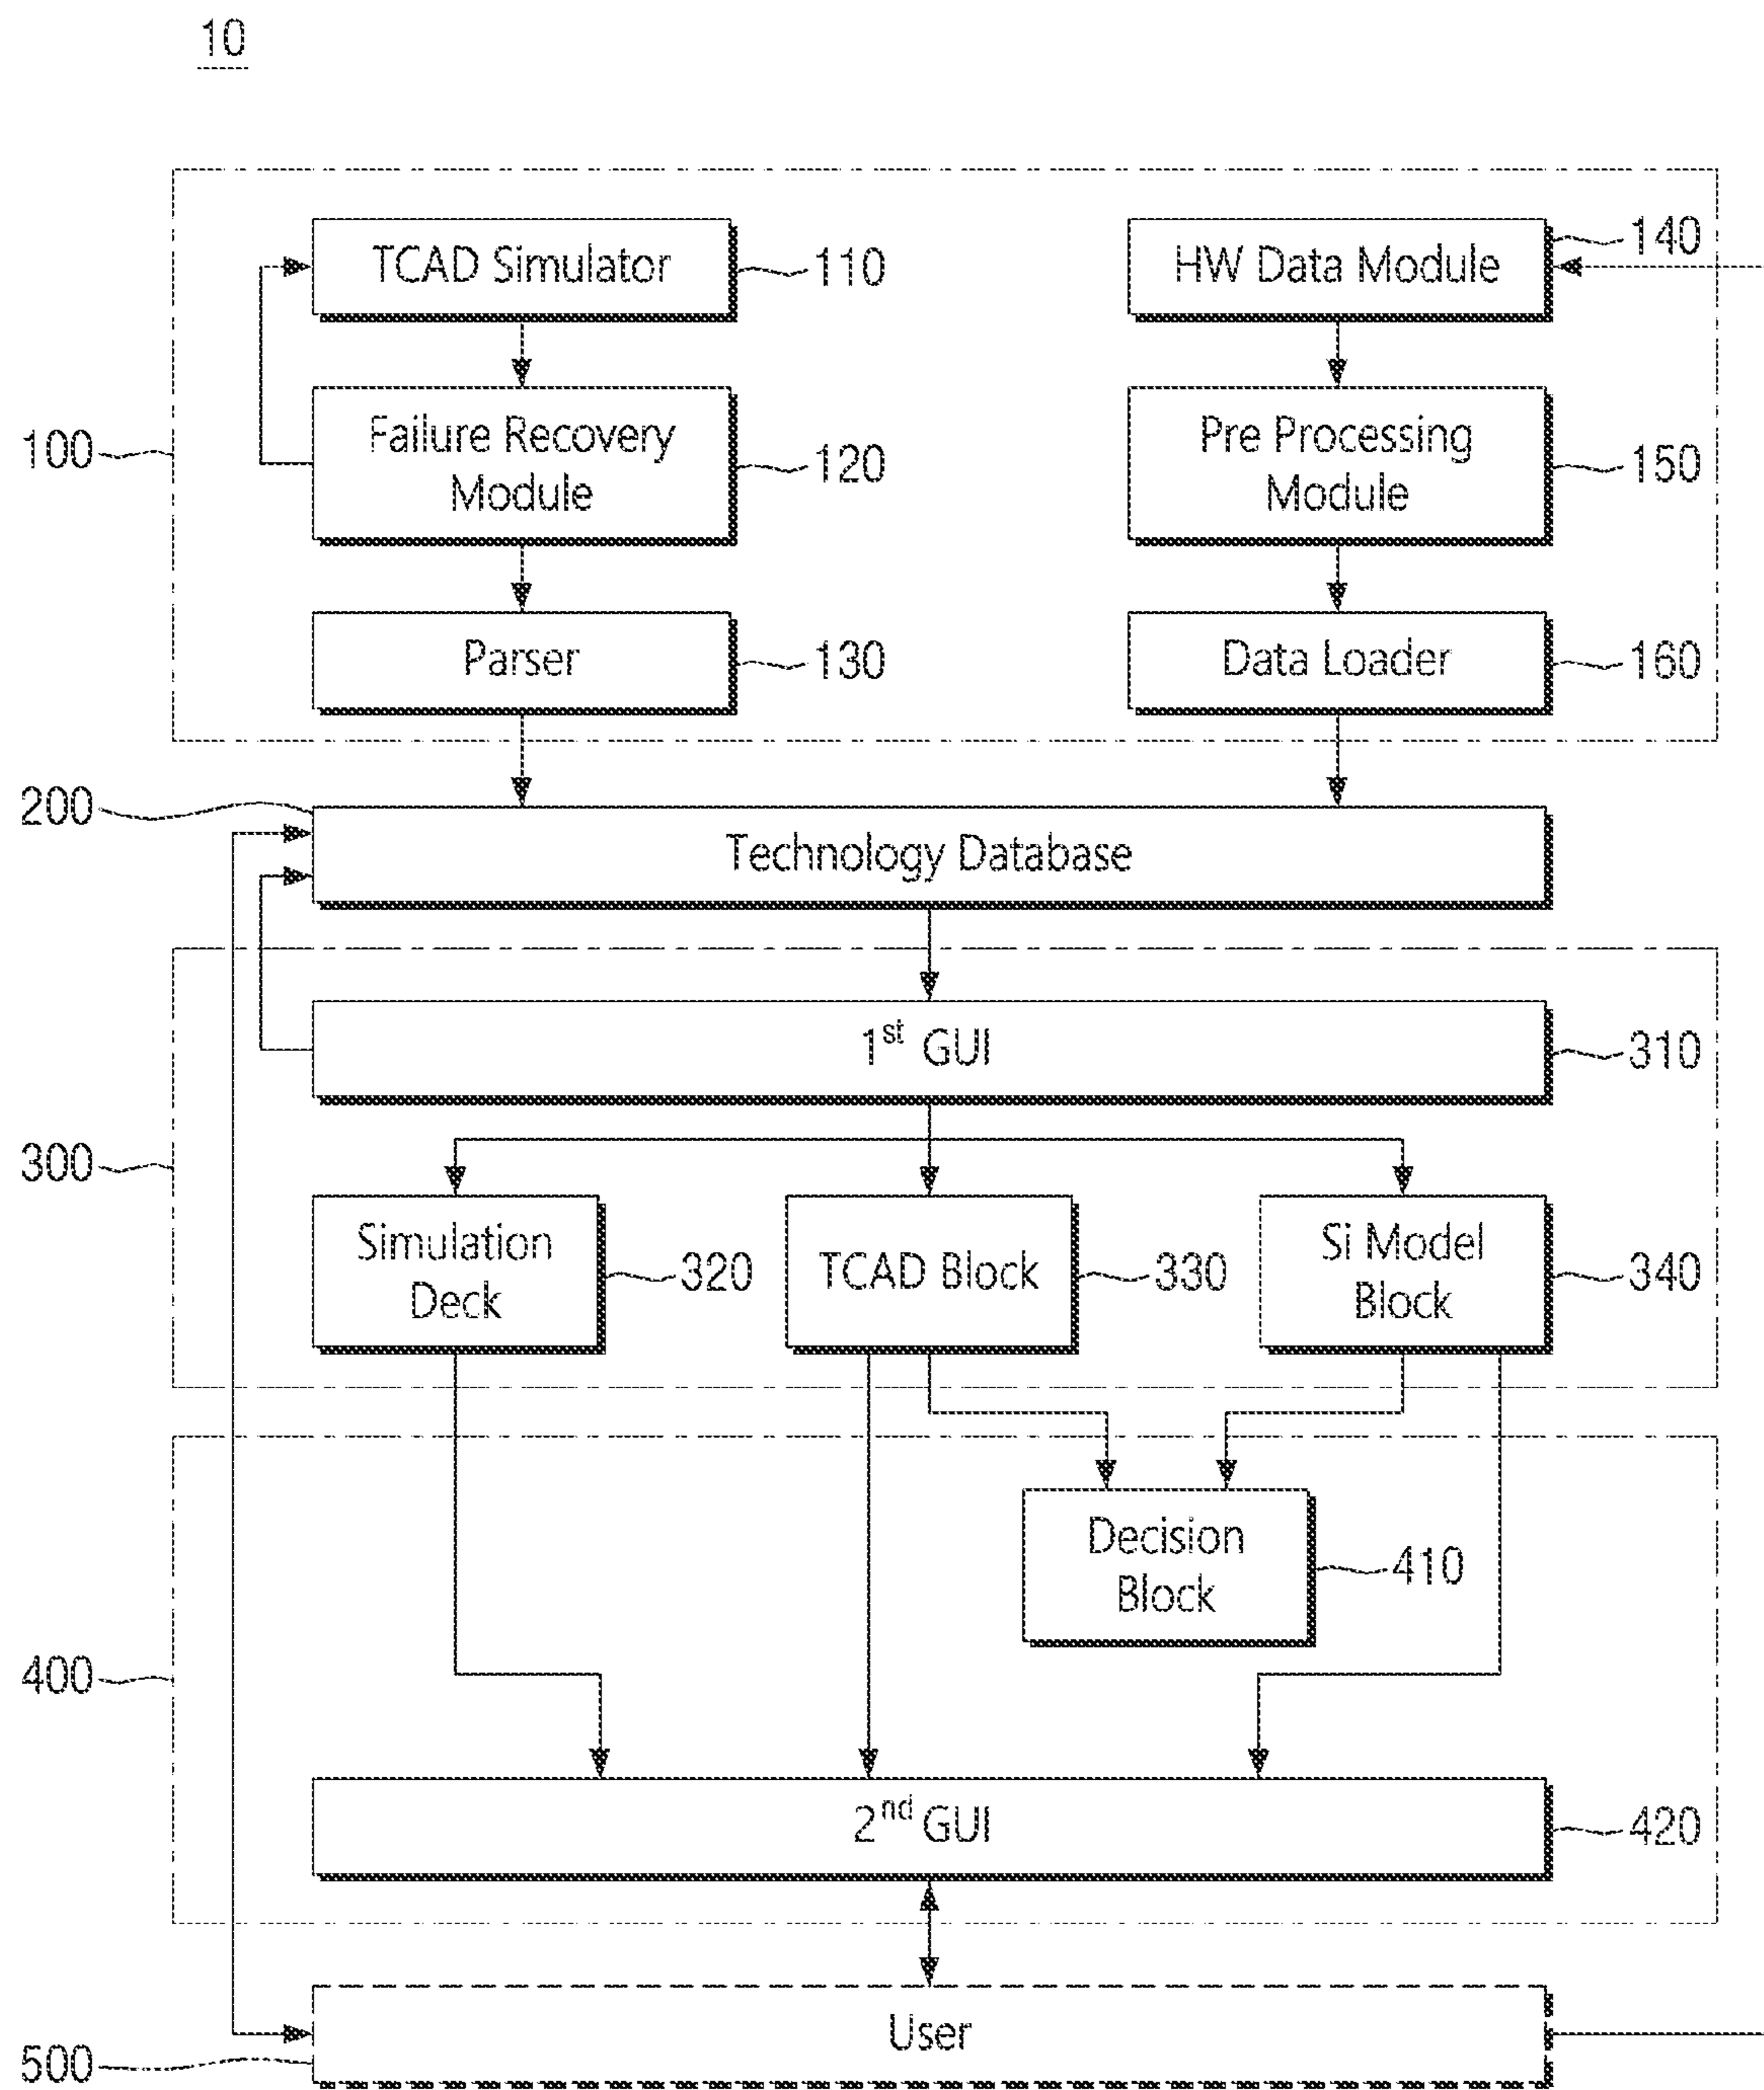 10
TCAD Simulator
110
HW Data Module
140
100
Failure Recovery
Module
120
Pre Processing
Module
150
Parser
130
Data Loader
160
200
Technology Database
1st GUI
310
300
Simulation
Deck
320
TCAD Block
330
Si Model
Block
340
400
Decision
Block
410
2nd GUI
420
User
500